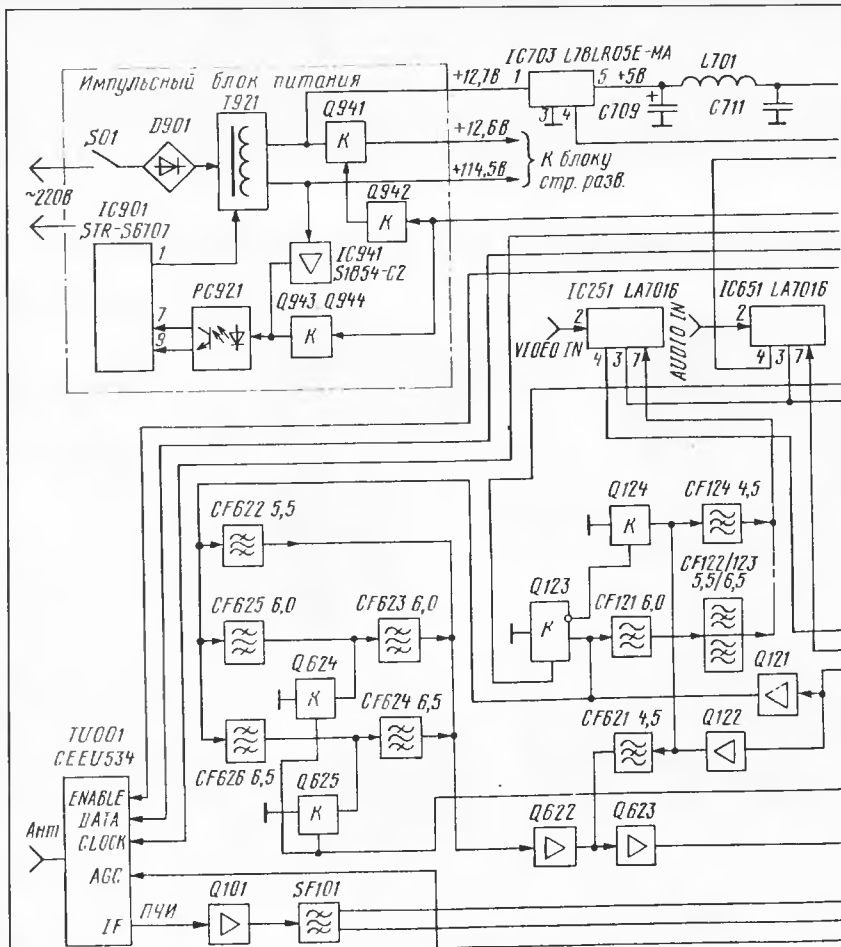 IC703 L78LR05E-MA
L701
Импульсный блок питания
+12,7В
1
5
+5В
T921
Q941
3
4
C709
+
C711
S01
D901
К
+12,6В
К блоку
стр. разв.
+114,5В
~220В
Q942
К
IC901
STR-S6707
IC941
S1854-C2
1
IC251 LA7016
IC651 LA7016
PC921
Q943, Q944
2
VIDEO IN
AUDIO IN
2
7
9
К
4
3
7
4
3
7
Q124
CF124 4,5
CF622 5,5
К
CF122/123
5,5/6,5
Q123
CF121 6,0
CF625 6,0
CF623 6,0
К
Q624
Q121
К
CF624 6,5
CF621 4,5
Q122
TU001
CEEU534
CF626 6,5
Q625
ENABLE
К
DATA
Q622
Q623
Ант
CLOCK
AGC
Q101
SF101
ПЧИ
IF